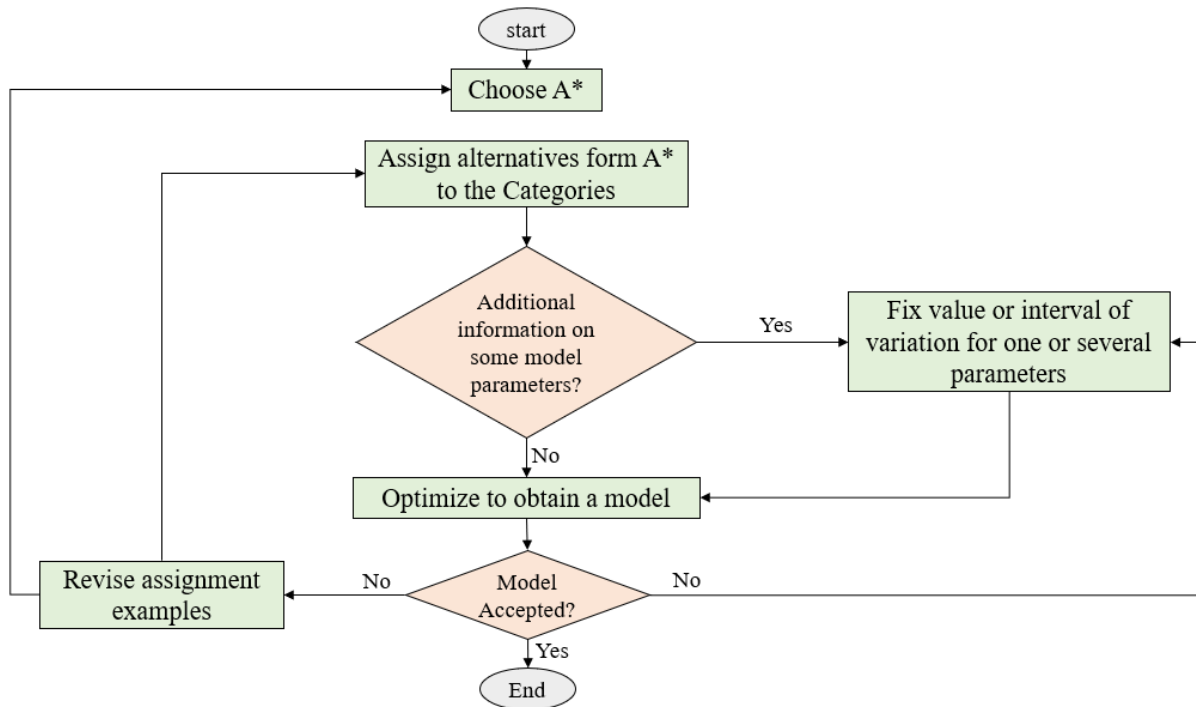 start
Choose A*
Assign alternatives form A*
to the Categories
Additional
information on
some model
parameters?
Yes
Fix value or interval of
variation for one or several
parameters
No
Optimize to obtain a model
Revise assignment
examples
No
Model
Accepted?
No
Yes
End